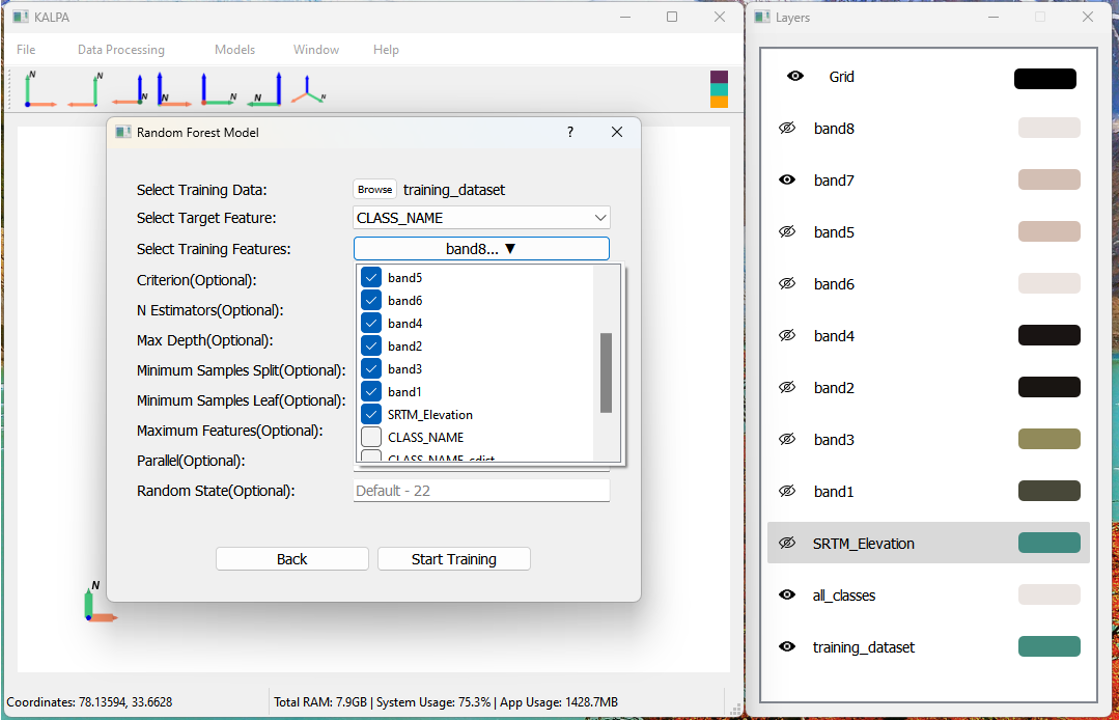 KALPA
File Data Processing Models Window Help
N N N N N N N
Random Forest Model ?
Select Training Data: Browse training_dataset
Select Target Feature: CLASS_NAME
Select Training Features: band8... ▼
band5
Criterion(Optional):
band6
N Estimators(Optional):
band4
Max Depth(Optional):
band2
Minimum Samples Split(Optional):
band3
Minimum Samples Leaf(Optional):
band1
SRTM_Elevation
Maximum Features(Optional):
CLASS_NAME
Parallel(Optional):
CLASS_NAME_cdist
Random State(Optional): Default - 22
Back Start Training
N
Coordinates: 78.13594, 33.6628 Total RAM: 7.9GB | System Usage: 75.3% | App Usage: 1428.7MB
Layers
Grid
band8
band7
band5
band6
band4
band2
band3
band1
SRTM_Elevation
all_classes
training_dataset